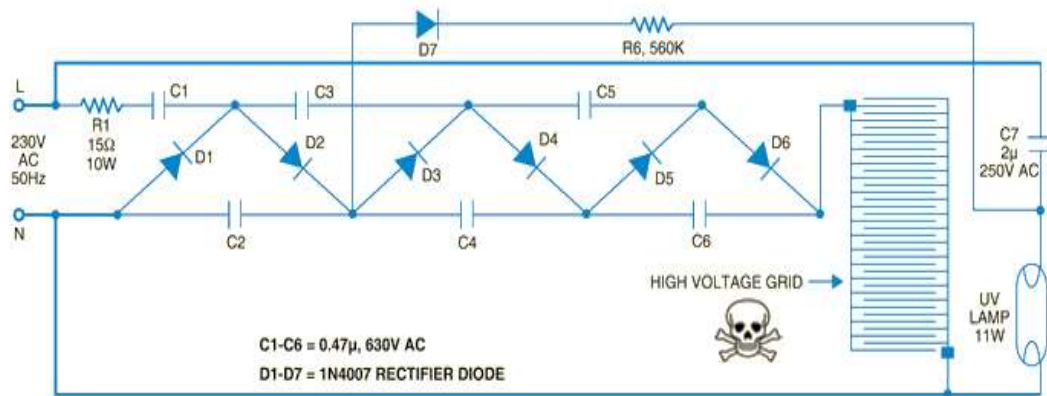 D7
R6, 560K
L
C1
C3
C5
R1
15Ω
10W
230V
AC
50Hz
D1
D2
D3
D4
D5
D6
C7
2µ
250V AC
N
C2
C4
C6
HIGH VOLTAGE GRID
UV
LAMP
11W
C1-C6 = 0.47µ, 630V AC
D1-D7 = 1N4007 RECTIFIER DIODE